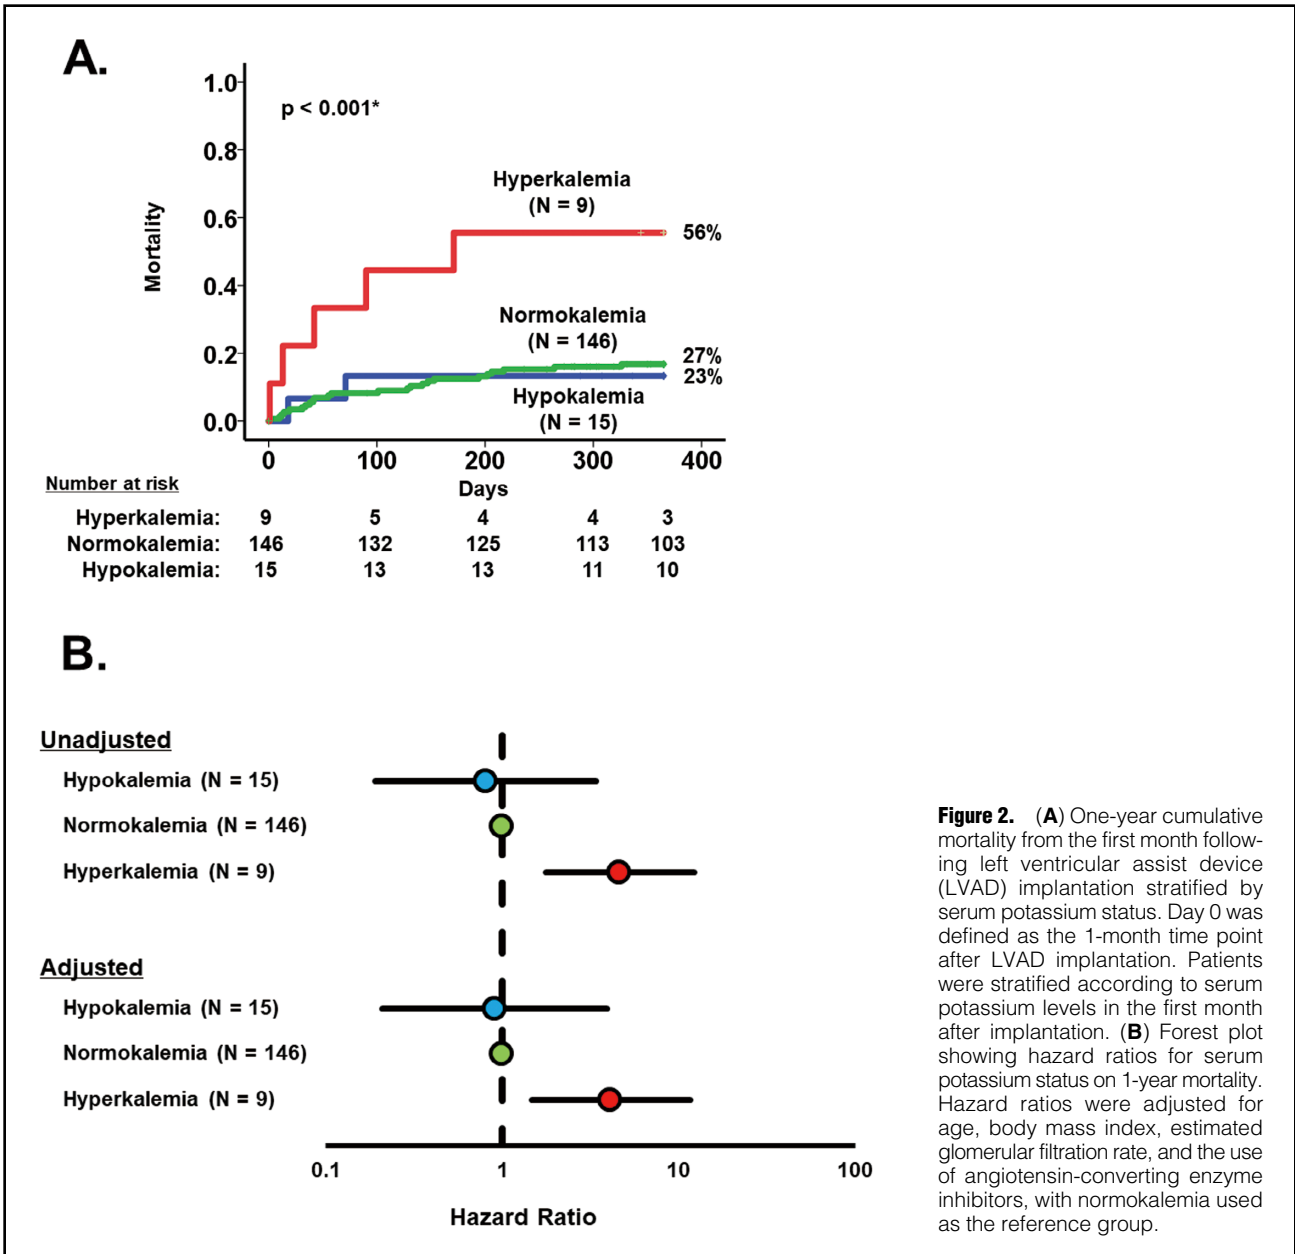 A.
1.0
p < 0.001*
0.8
Hyperkalemia
(N = 9)
0.6
56%
Mortality
0.4
Normokalemia
(N = 146)
0.2
27%
23%
Hypokalemia
(N = 15)
0.0
0 100 200 300 400
Days
Number at risk
Hyperkalemia: 9 5 4 4 3
Normokalemia: 146 132 125 113 103
Hypokalemia: 15 13 13 11 10
B.
Unadjusted
Hypokalemia (N = 15)
Normokalemia (N = 146)
Hyperkalemia (N = 9)
Adjusted
Hypokalemia (N = 15)
Normokalemia (N = 146)
Hyperkalemia (N = 9)
0.1 1 10 100
Hazard Ratio
Figure 2. (A) One-year cumulative
mortality from the first month follow-
ing left ventricular assist device
(LVAD) implantation stratified by
serum potassium status. Day 0 was
defined as the 1-month time point
after LVAD implantation. Patients
were stratified according to serum
potassium levels in the first month
after implantation. (B) Forest plot
showing hazard ratios for serum
potassium status on 1-year mortality.
Hazard ratios were adjusted for
age, body mass index, estimated
glomerular filtration rate, and the use
of angiotensin-converting enzyme
inhibitors, with normokalemia used
as the reference group.